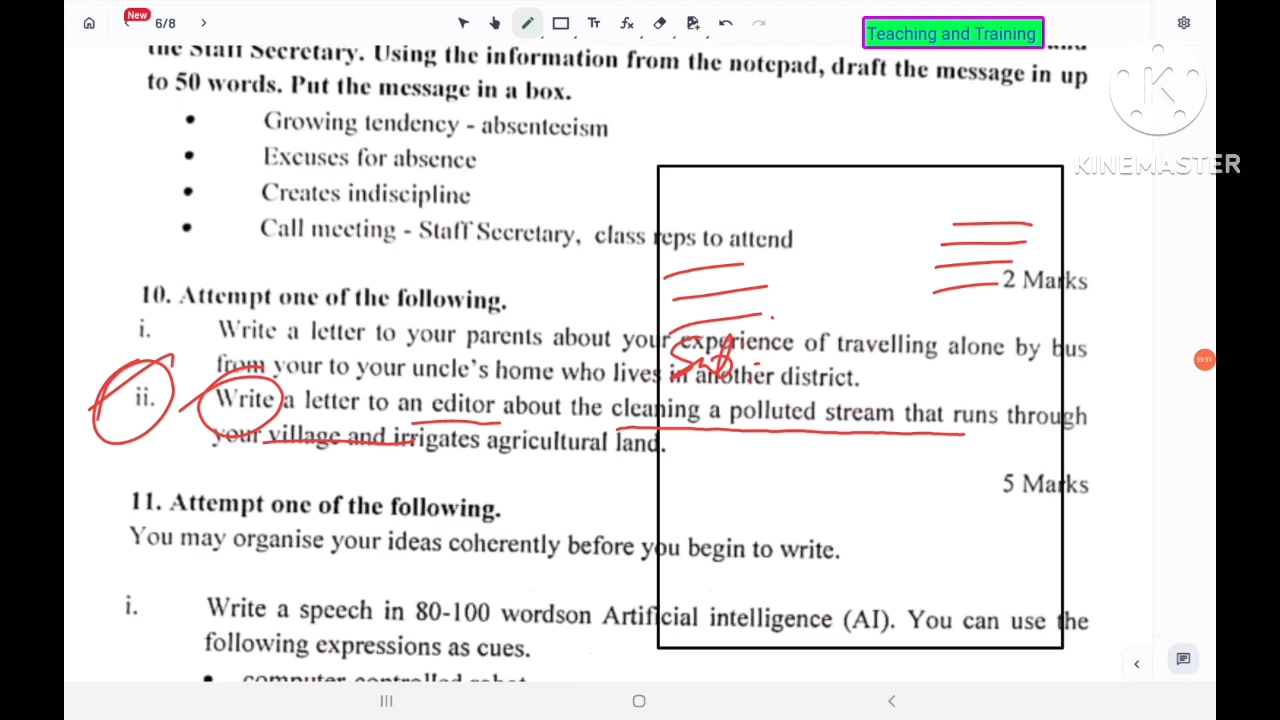 New
6/8
Tт
fx
Teaching and Training
the Staff Secretary. Using the information from the notepad, draft the message in up
to 50 words. Put the message in a box.
• Growing tendency - absenteeism
• Excuses for absence
• Creates indiscipline
• Call meeting - Staff Secretary, class reps to attend
2 Marks
10. Attempt one of the following.
i. Write a letter to your parents about your experience of travelling alone by bus
from your to your uncle's home who lives in another district.
Sub:
ii. Write a letter to an editor about the cleaning a polluted stream that runs through
your village and irrigates agricultural land.
5 Marks
11. Attempt one of the following.
You may organise your ideas coherently before you begin to write.
i. Write a speech in 80-100 wordson Artificial intelligence (AI). You can use the
following expressions as cues.
• computer controlled robot
K
KINEMASTER